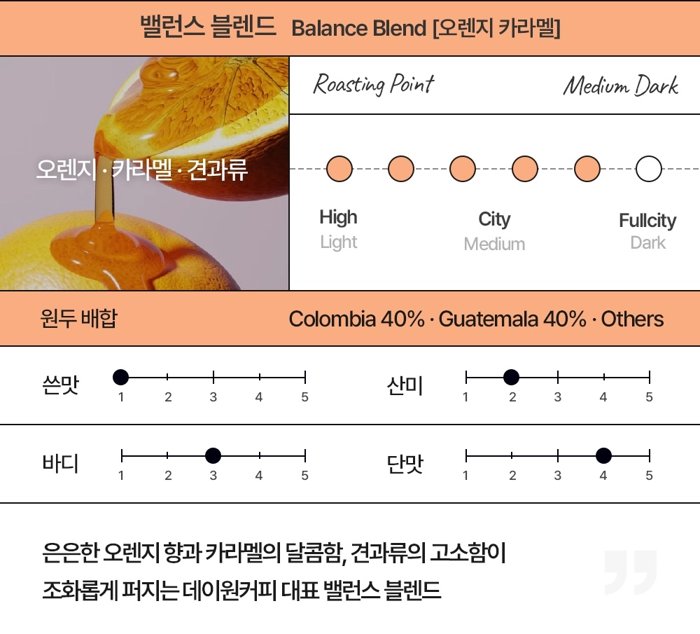 밸런스 블렌드 Balance Blend [오렌지 카라멜]
Roasting Point Medium Dark
오렌지 · 카라멜 · 견과류
High City Fullcity
Light Medium Dark
원두 배합 Colombia 40% · Guatemala 40% · Others
쓴맛 1 2 3 4 5 산미 1 2 3 4 5
바디 1 2 3 4 5 단맛 1 2 3 4 5
은은한 오렌지 향과 카라멜의 달콤함, 견과류의 고소함이
조화롭게 퍼지는 데이원커피 대표 밸런스 블렌드